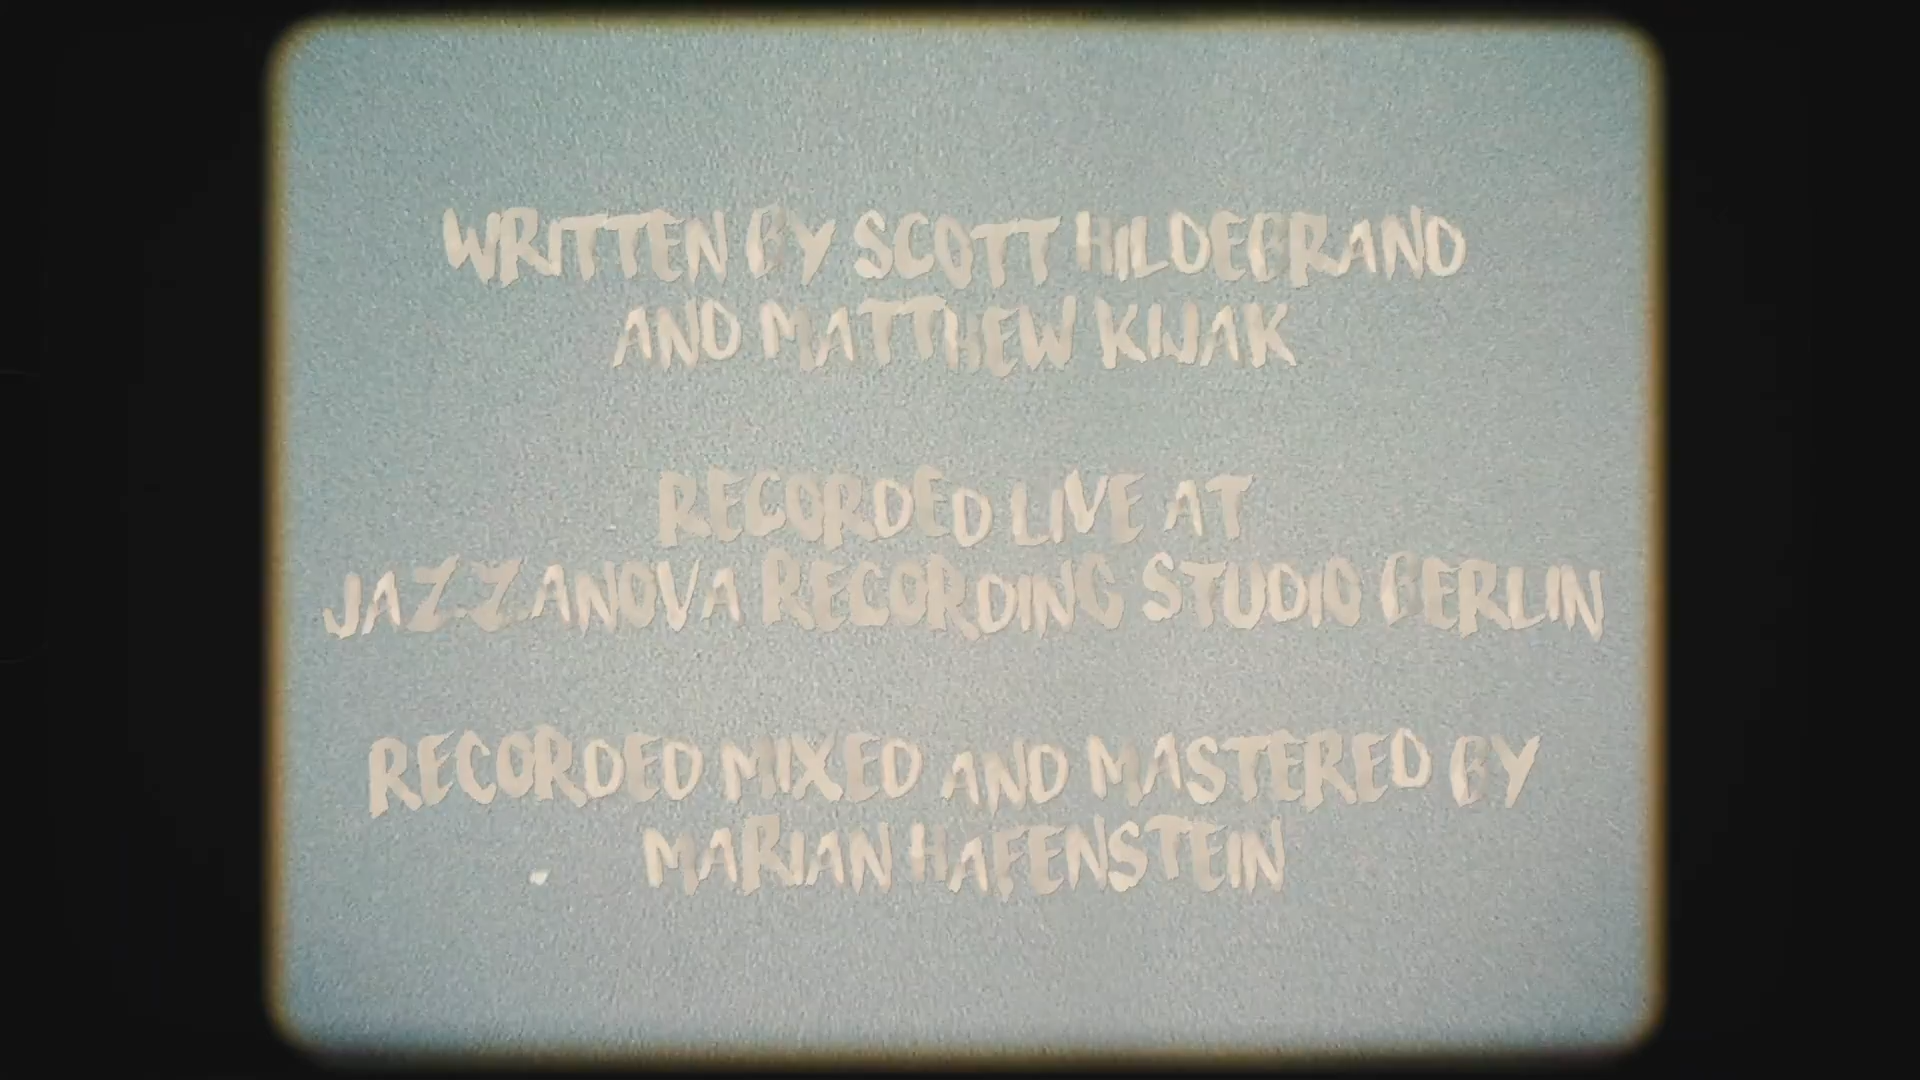 WRITTEN BY SCOTT HILDEBRAND
AND MATTHEW KIJAK
RECORDED LIVE AT
JAZZANOVA RECORDING STUDIO BERLIN
RECORDED MIXED AND MASTERED BY
MARIAN HAFENSTEIN